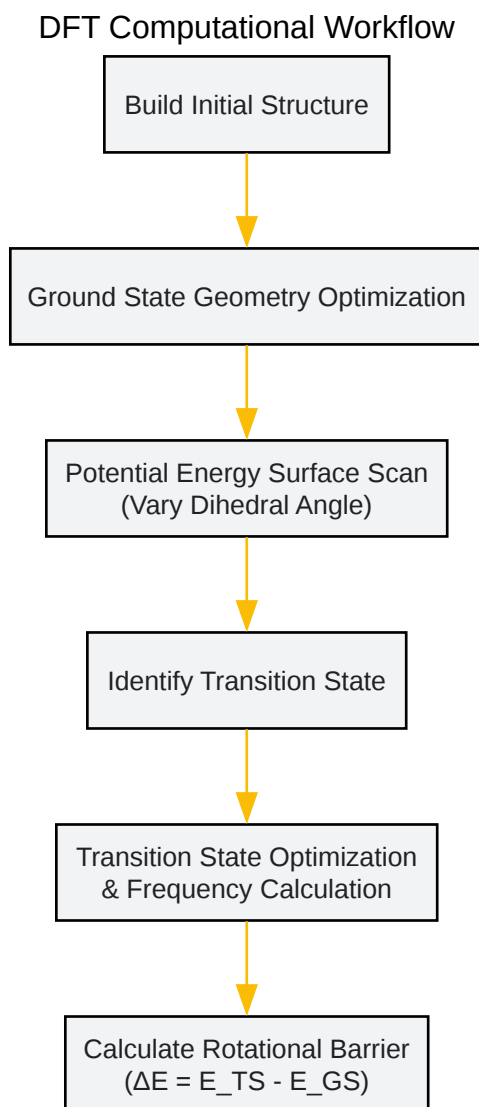 DFT Computational Workflow
Build Initial Structure
Ground State Geometry Optimization
Potential Energy Surface Scan
(Vary Dihedral Angle)
Identify Transition State
Transition State Optimization
& Frequency Calculation
Calculate Rotational Barrier
(ΔE = E_TS - E_GS)